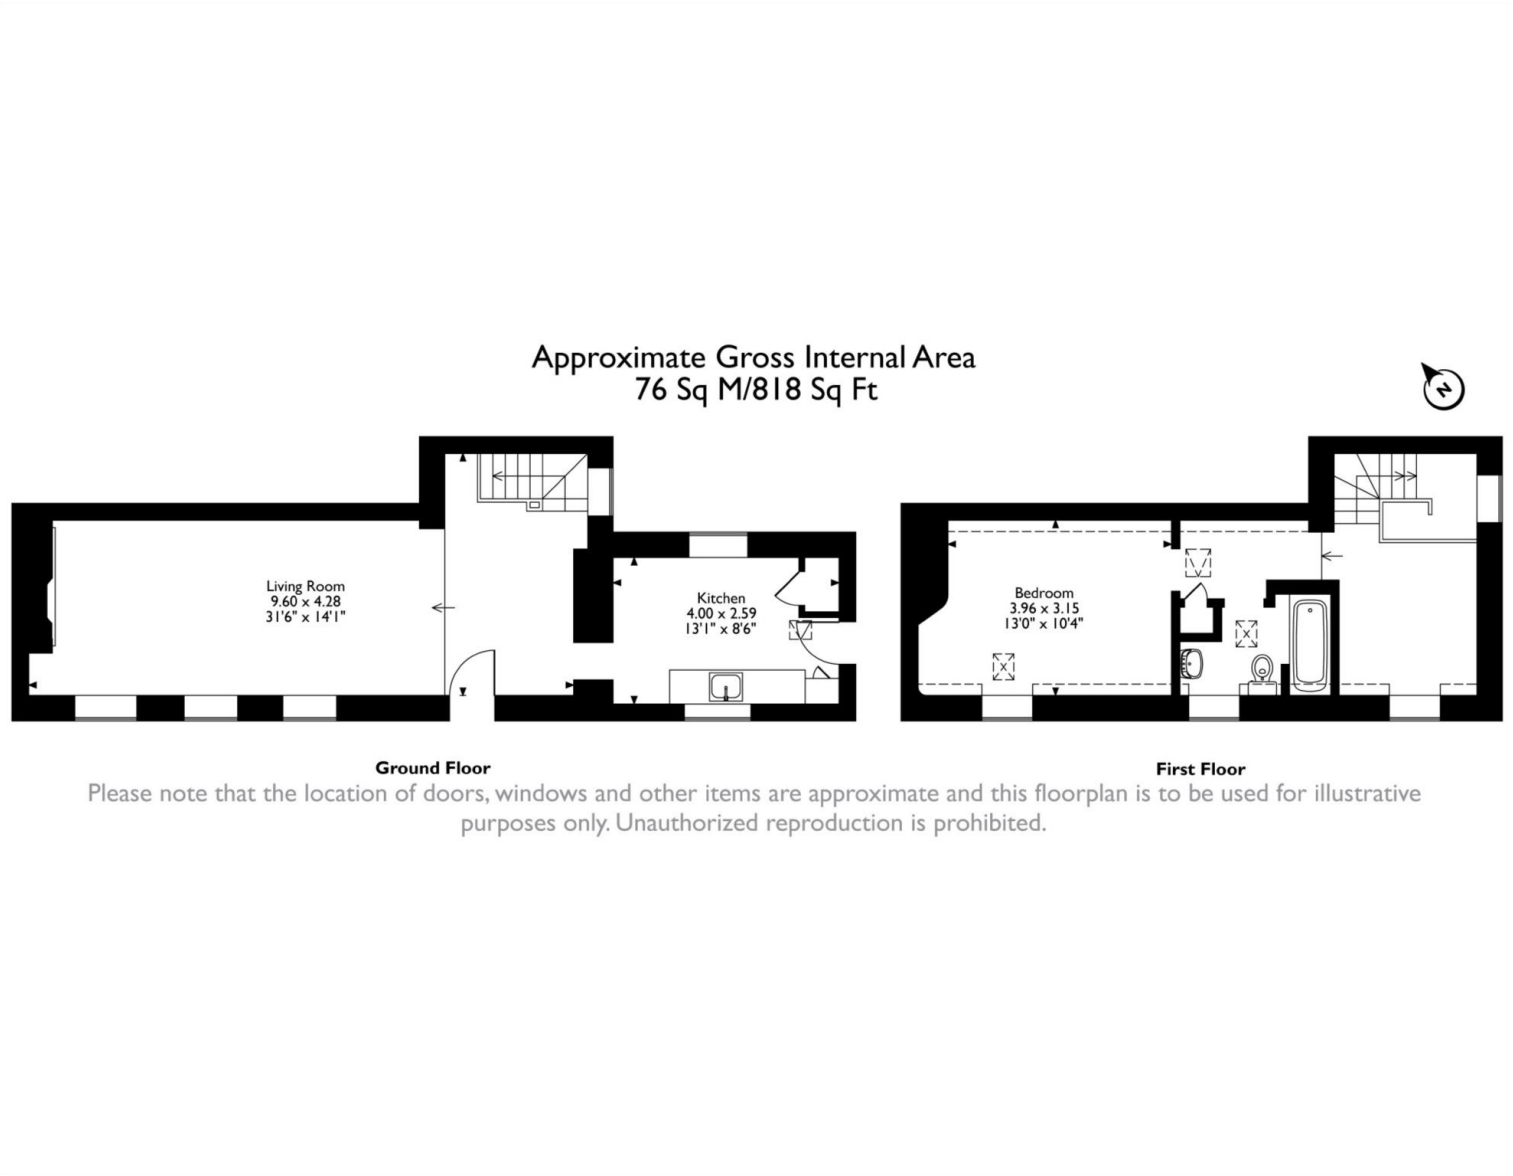 Approximate Gross Internal Area
76 Sq M/818 Sq Ft
N
Living Room
9.60 x 4.28
31'6" x 14'1"
Kitchen
4.00 x 2.59
13'1" x 8'6"
Bedroom
3.96 x 3.15
13'0" x 10'4"
Ground Floor
First Floor
Please note that the location of doors, windows and other items are approximate and this floorplan is to be used for illustrative
purposes only. Unauthorized reproduction is prohibited.